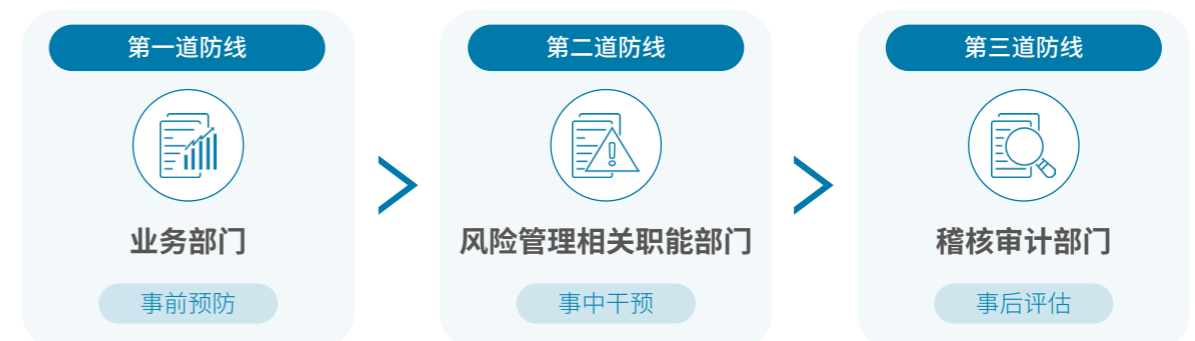 第一道防线
业务部门
事前预防
第二道防线
风险管理相关职能部门
事中干预
第三道防线
稽核审计部门
事后评估